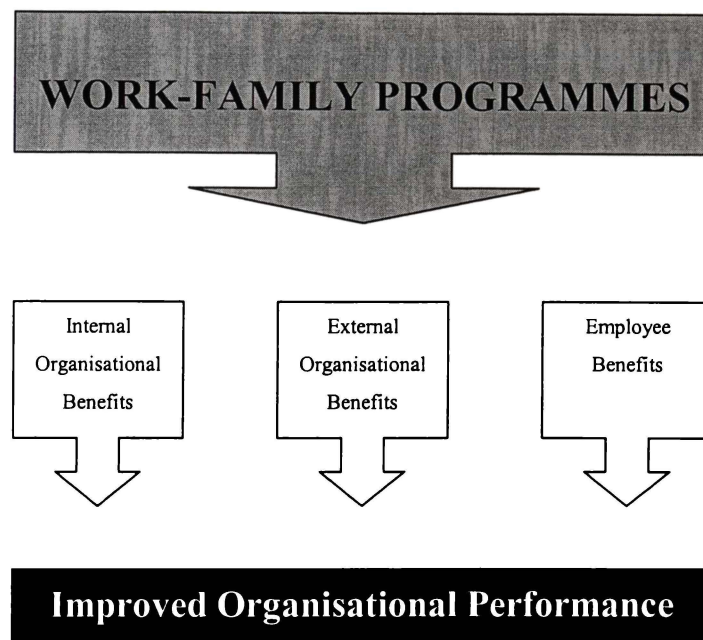 WORK-FAMILY PROGRAMMES
Internal
Organisational
Benefits
External
Organisational
Benefits
Employee
Benefits
Improved Organisational Performance